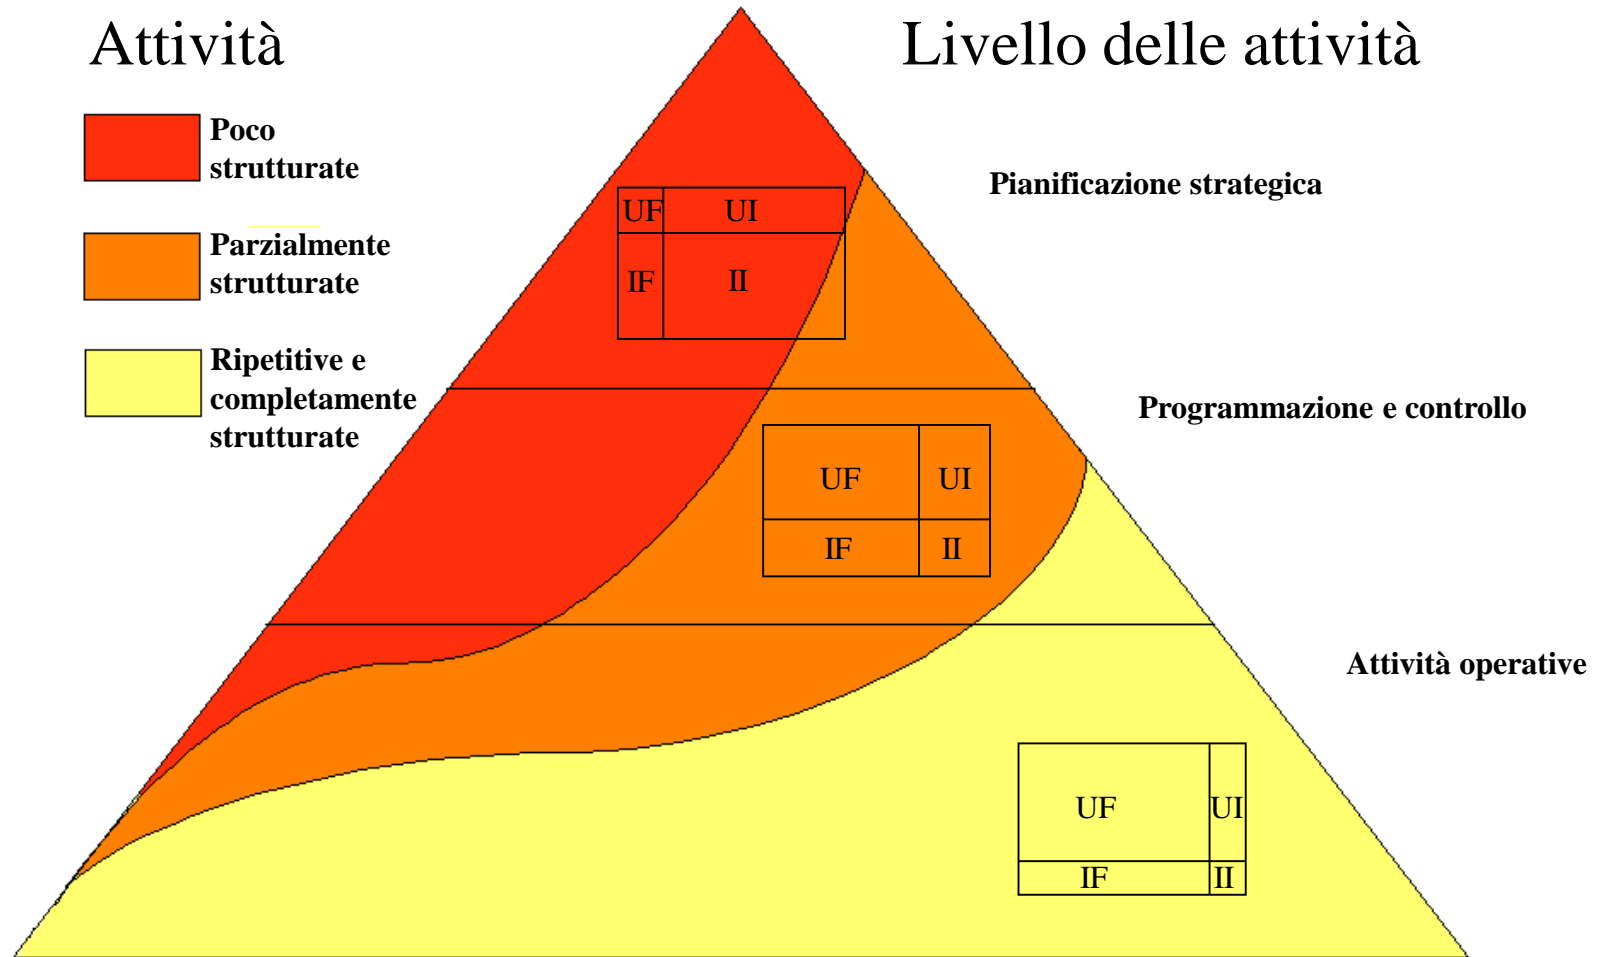 Attività
Livello delle attività
Poco
strutturate
Parzialmente
strutturate
Ripetitive e
completamente
strutturate
Pianificazione strategica
Programmazione e controllo
Attività operative
UF UI
IF II
UF UI
IF II
UF UI
IF II